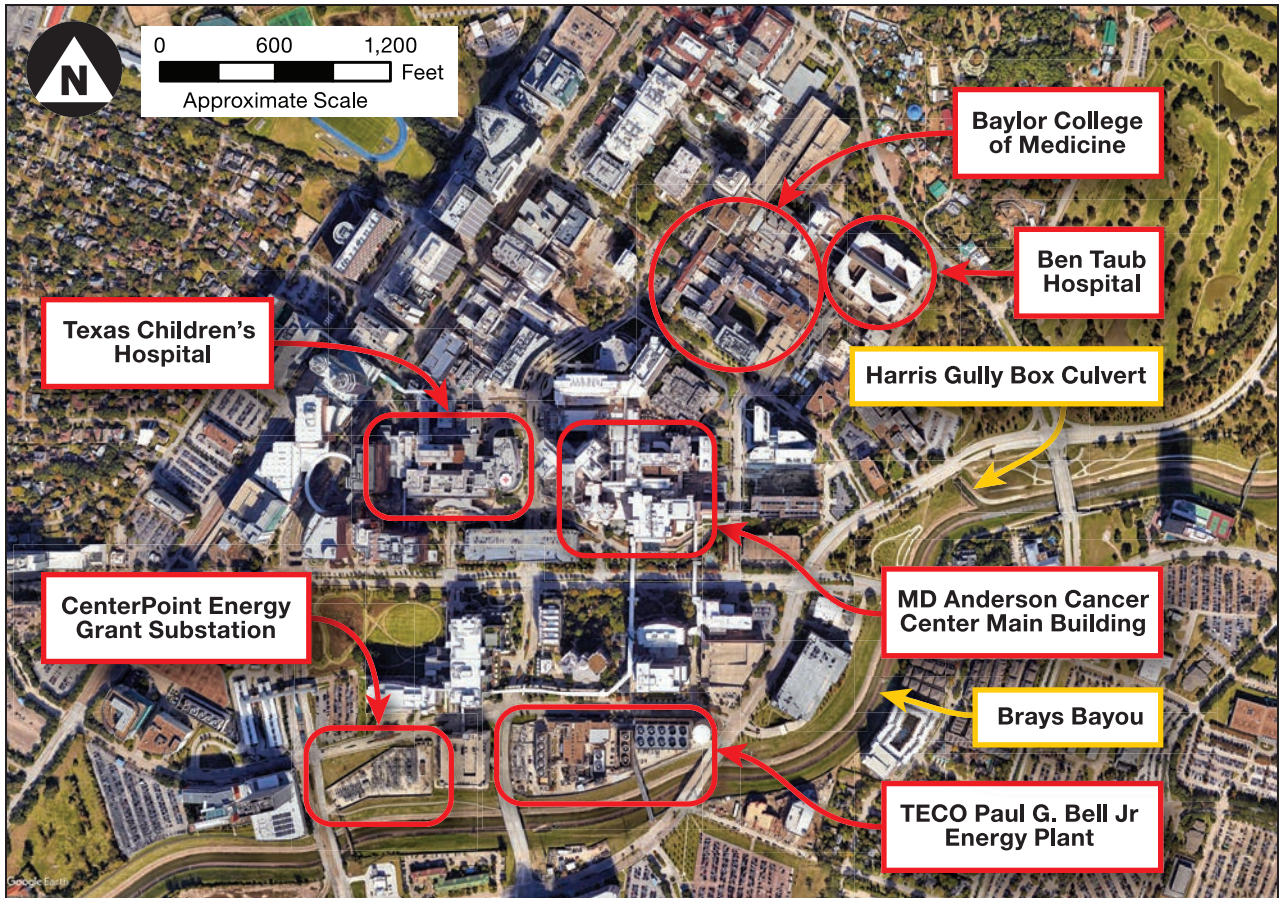 N
0 600 1,200
Feet
Approximate Scale
Baylor College
of Medicine
Ben Taub
Hospital
Texas Children’s
Hospital
Harris Gully Box Culvert
CenterPoint Energy
Grant Substation
MD Anderson Cancer
Center Main Building
Brays Bayou
TECO Paul G. Bell Jr
Energy Plant
Google Earth